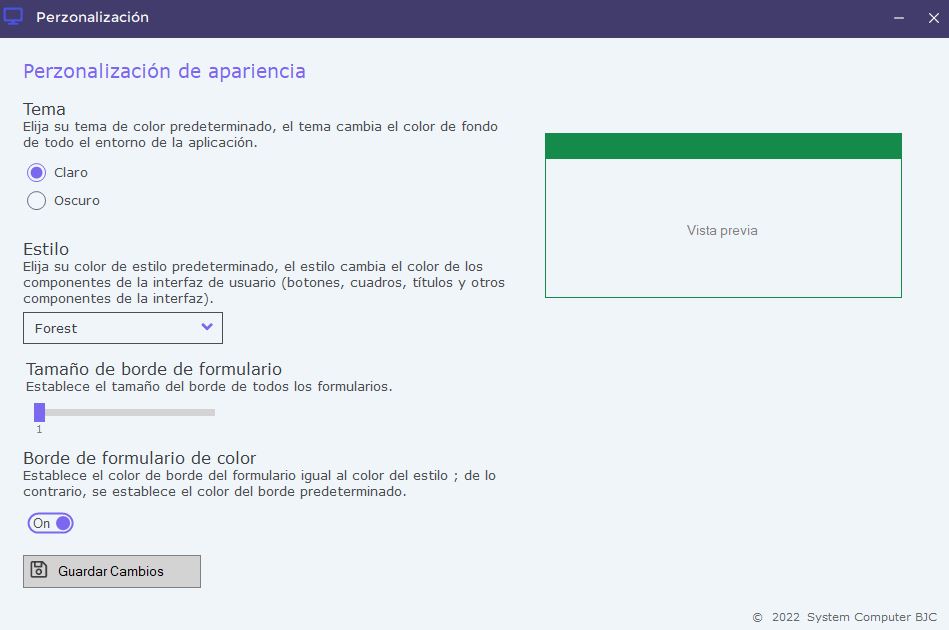 Perzonalización
Perzonalización de apariencia
Tema
Elija su tema de color predeterminado, el tema cambia el color de fondo
de todo el entorno de la aplicación.
Claro
Oscuro
Estilo
Elija su color de estilo predeterminado, el estilo cambia el color de los
componentes de la interfaz de usuario (botones, cuadros, títulos y otros
componentes de la interfaz).
Forest
Tamaño de borde de formulario
Establece el tamaño del borde de todos los formularios.
1
Borde de formulario de color
Establece el color de borde del formulario igual al color del estilo ; de lo
contrario, se establece el color del borde predeterminado.
On
Guardar Cambios
Vista previa
© 2022 System Computer BJC